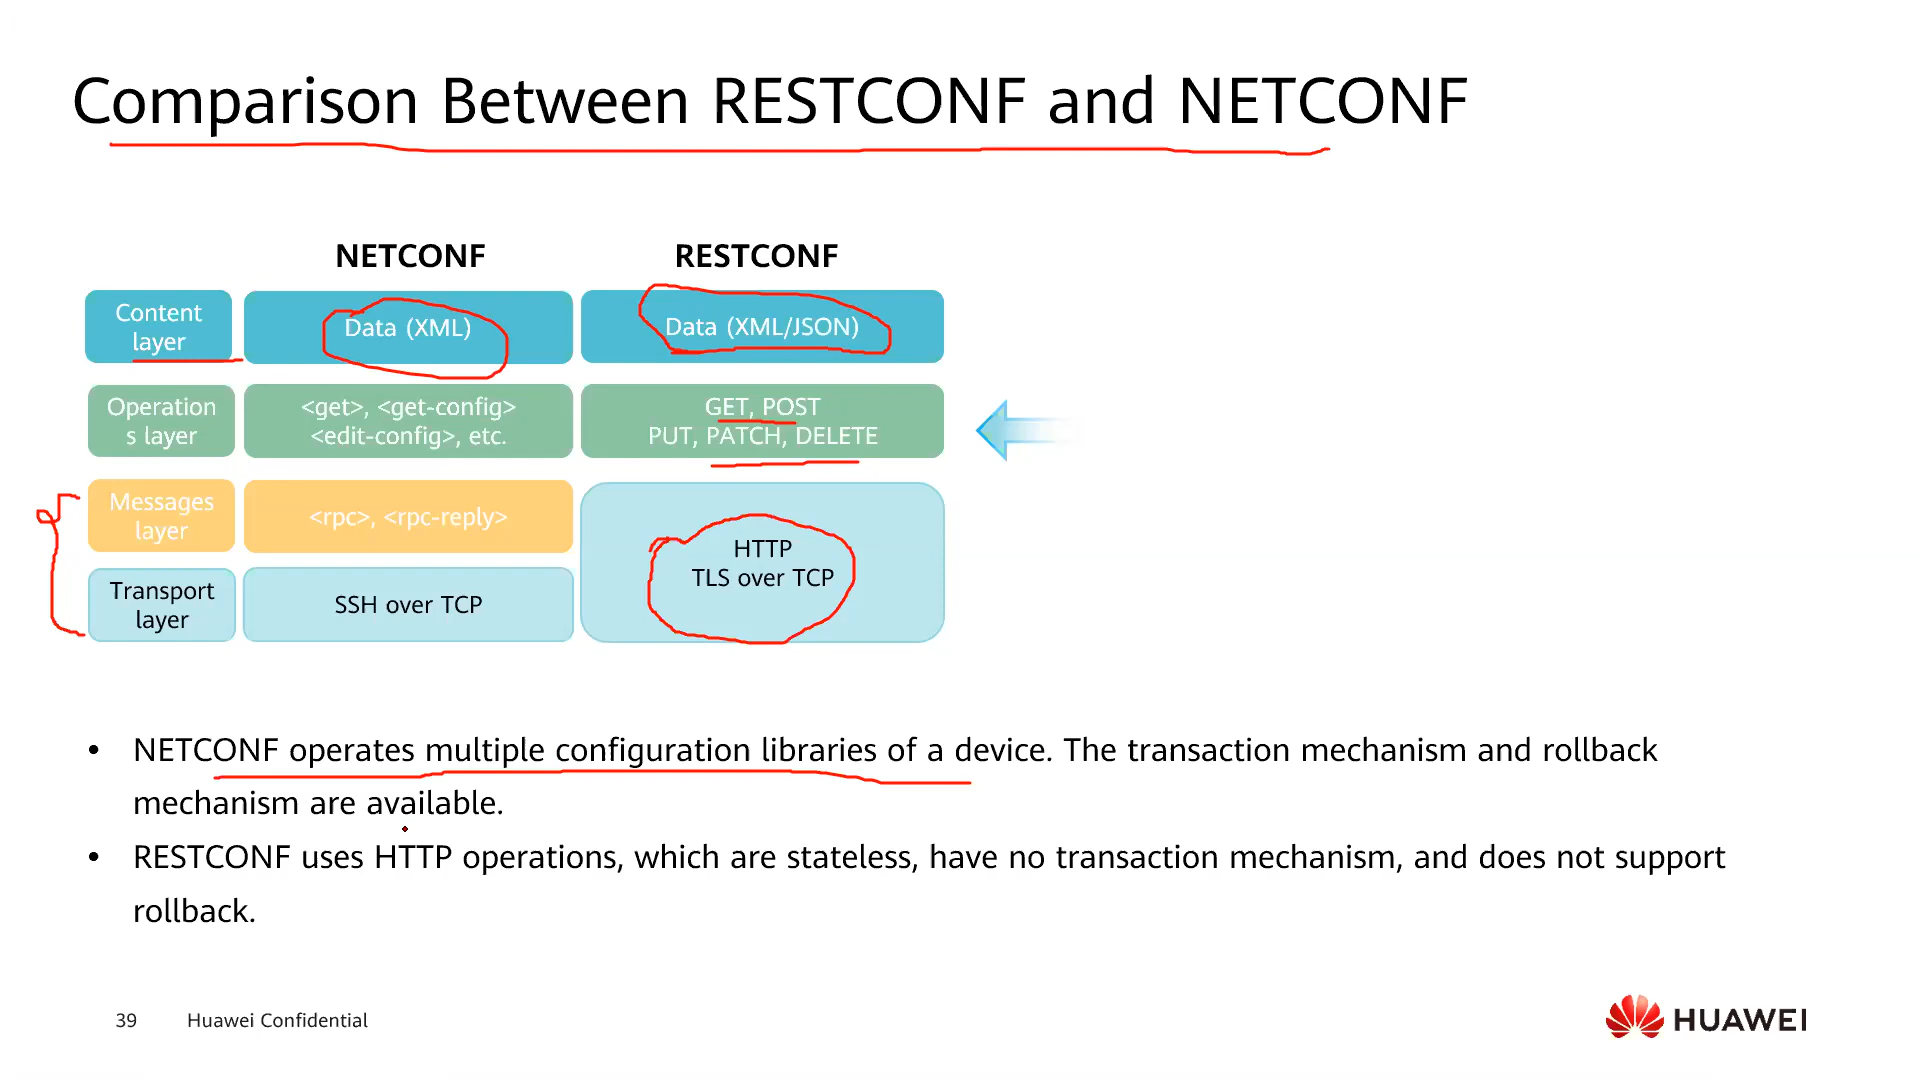 Comparison Between RESTCONF and NETCONF
NETCONF
RESTCONF
Content
layer
Data (XML)
Data (XML/JSON)
Operation
s layer
<get>, <get-config>
<edit-config>, etc.
GET, POST
PUT, PATCH, DELETE
Messages
layer
<rpc>, <rpc-reply>
HTTP
TLS over TCP
Transport
layer
SSH over TCP
• NETCONF operates multiple configuration libraries of a device. The transaction mechanism and rollback
mechanism are available.
• RESTCONF uses HTTP operations, which are stateless, have no transaction mechanism, and does not support
rollback.
39
Huawei Confidential
HUAWEI